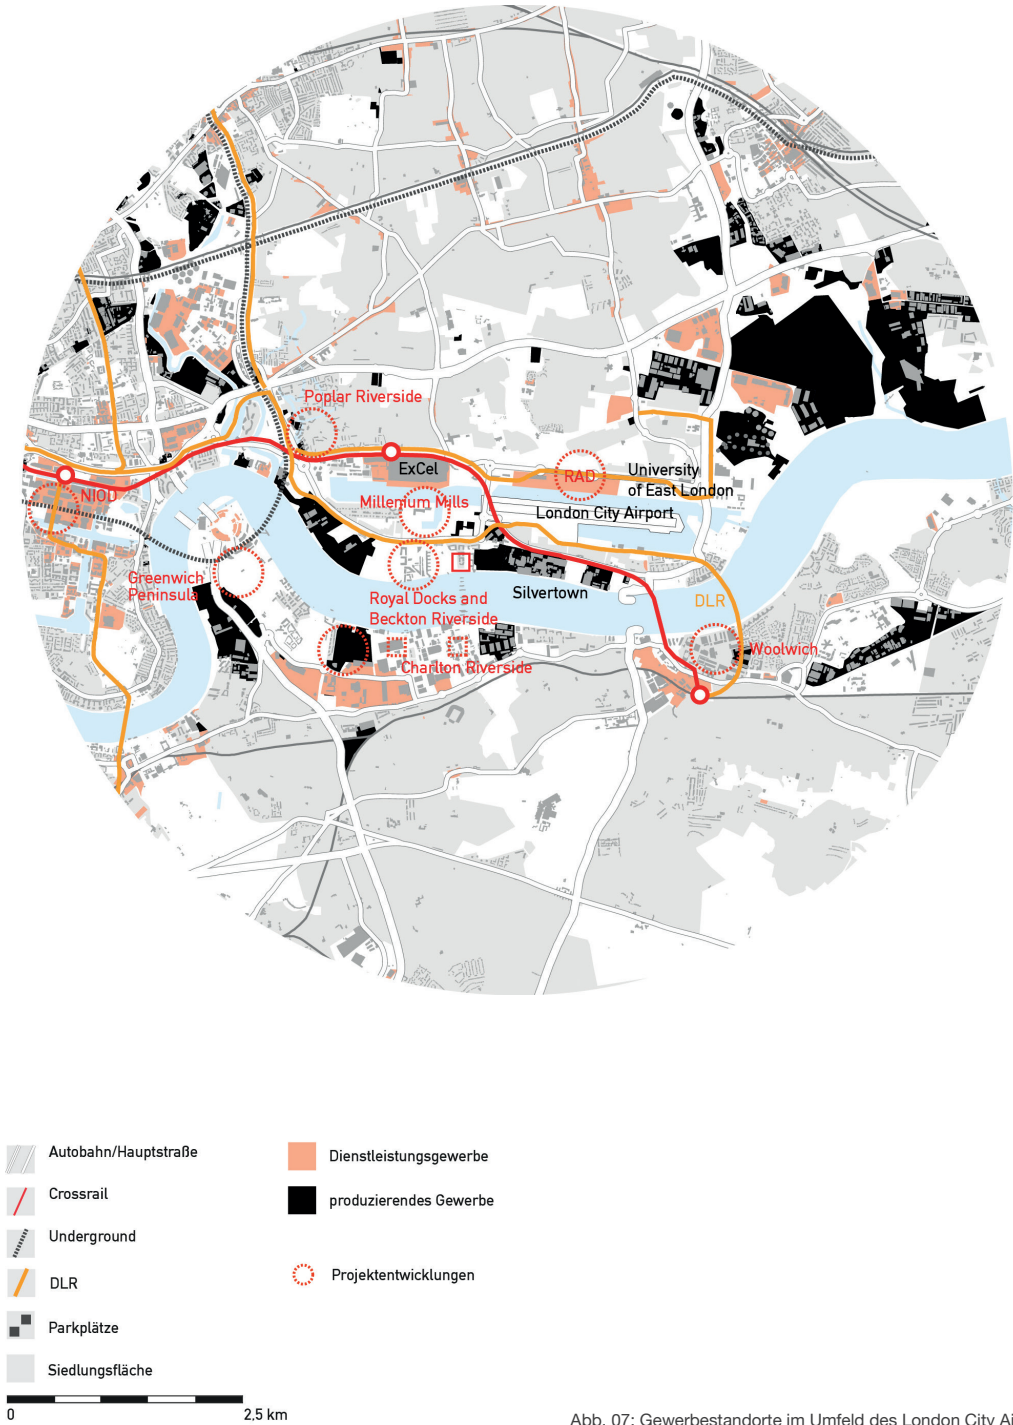 Poplar Riverside
ExCel
NIOD
RAD
University
of East London
Millenium Mills
London City Airport
Greenwich
Peninsula
Silvertown
Royal Docks and
Beckton Riverside
DLR
Charlton Riverside
Woolwich
Autobahn/Hauptstraße
Crossrail
Underground
DLR
Parkplätze
Siedlungsfläche
0 2,5 km
Dienstleistungsgewerbe
produzierendes Gewerbe
Projektentwicklungen
Abb. 07: Gewerbestandorte im Umfeld des London City Ai